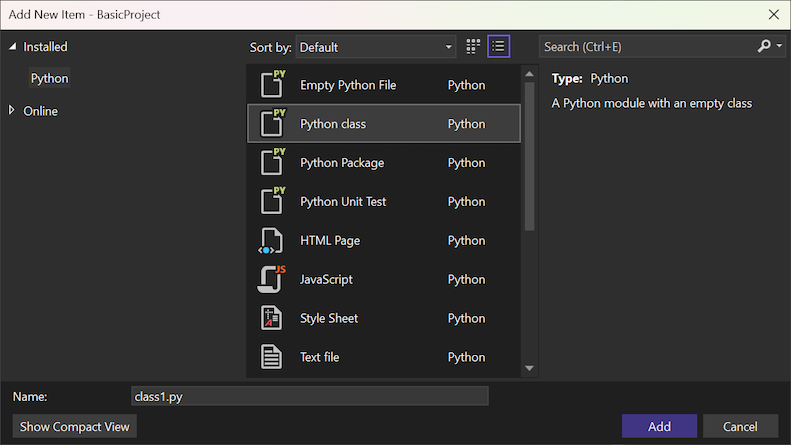 Add New Item - BasicProject
Installed
Python
Online
Sort by: Default
Search (Ctrl+E)
PY Empty Python File Python
PY Python class Python
PY Python Package Python
PY Python Unit Test Python
HTML Page Python
JS JavaScript Python
Style Sheet Python
Text file Python
Type: Python
A Python module with an empty class
Name: class1.py
Show Compact View
Add
Cancel